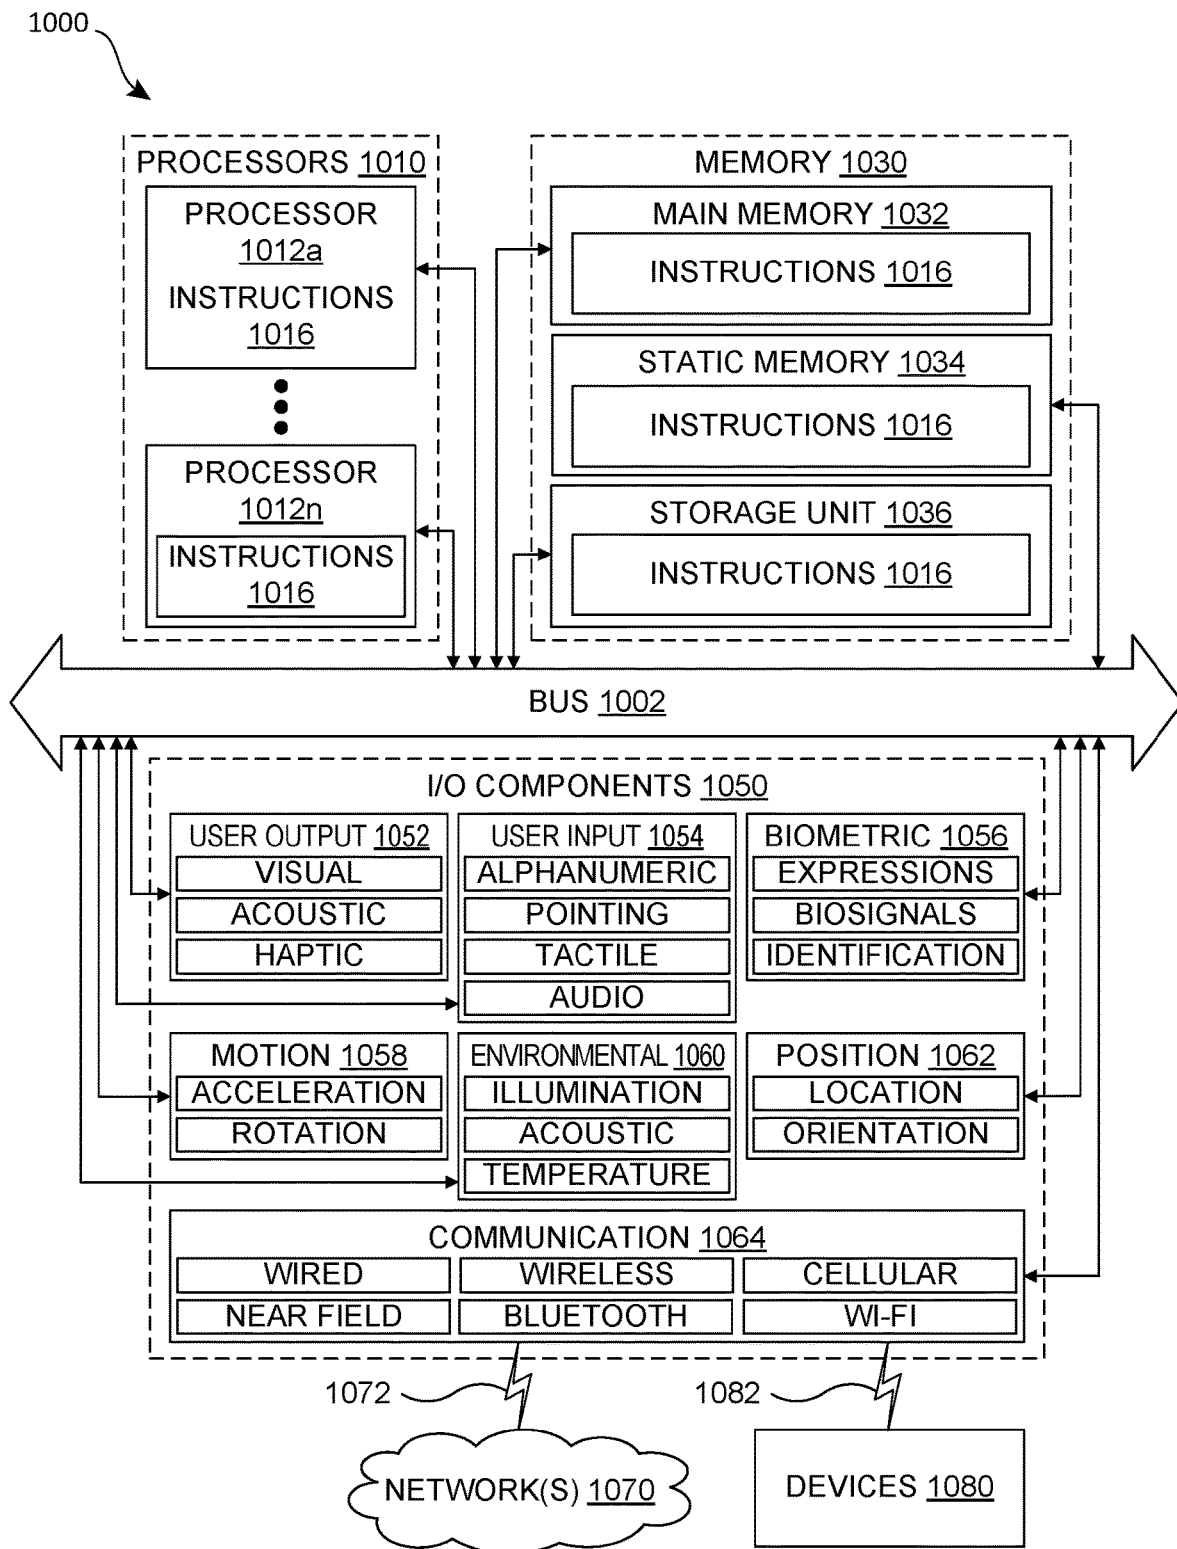 1000
PROCESSORS 1010
PROCESSOR
1012a
INSTRUCTIONS
1016
PROCESSOR
1012n
INSTRUCTIONS
1016
MEMORY 1030
MAIN MEMORY 1032
INSTRUCTIONS 1016
STATIC MEMORY 1034
INSTRUCTIONS 1016
STORAGE UNIT 1036
INSTRUCTIONS 1016
BUS 1002
I/O COMPONENTS 1050
USER OUTPUT 1052
VISUAL
ACOUSTIC
HAPTIC
USER INPUT 1054
ALPHANUMERIC
POINTING
TACTILE
AUDIO
BIOMETRIC 1056
EXPRESSIONS
BIOSIGNALS
IDENTIFICATION
MOTION 1058
ACCELERATION
ROTATION
ENVIRONMENTAL 1060
ILLUMINATION
ACOUSTIC
TEMPERATURE
POSITION 1062
LOCATION
ORIENTATION
COMMUNICATION 1064
WIRED
WIRELESS
CELLULAR
NEAR FIELD
BLUETOOTH
WI-FI
1072
1082
NETWORK(S) 1070
DEVICES 1080